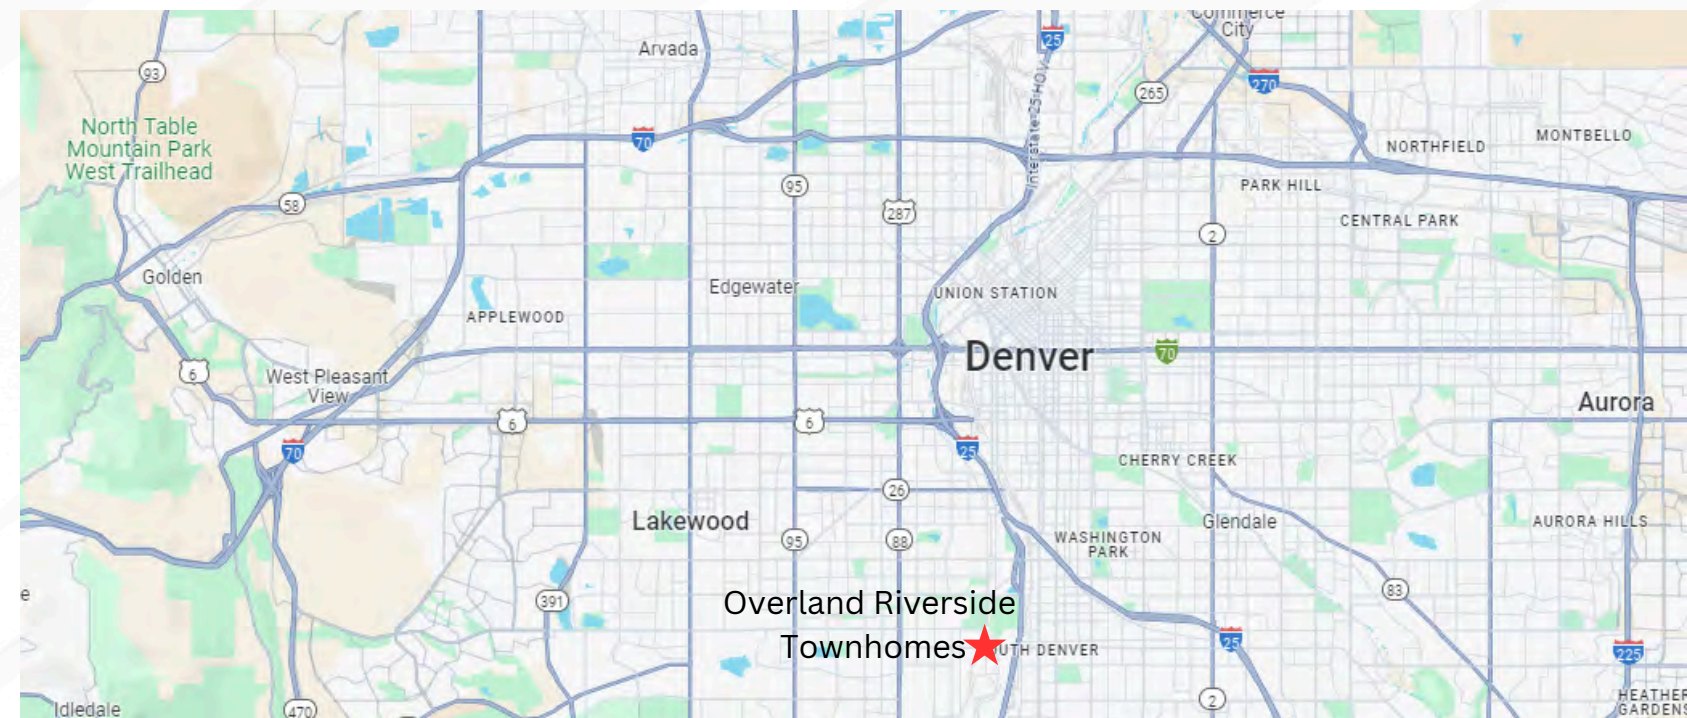 Commerce
City
25
Arvada
93
265
270
Interstate 25 HOV
North Table
Mountain Park
West Trailhead
70
NORTHFIELD
MONTBELLO
95
PARK HILL
58
287
CENTRAL PARK
2
Golden
Edgewater
UNION STATION
APPLEWOOD
Denver
70
6
West Pleasant
View
Aurora
6
6
70
25
CHERRY CREEK
26
Lakewood
Glendale
AURORA HILLS
95
88
WASHINGTON
PARK
83
e
391
Overland Riverside
Townhomes
OUTH DENVER
25
225
2
HEATHER
GARDENS
Idledale
470